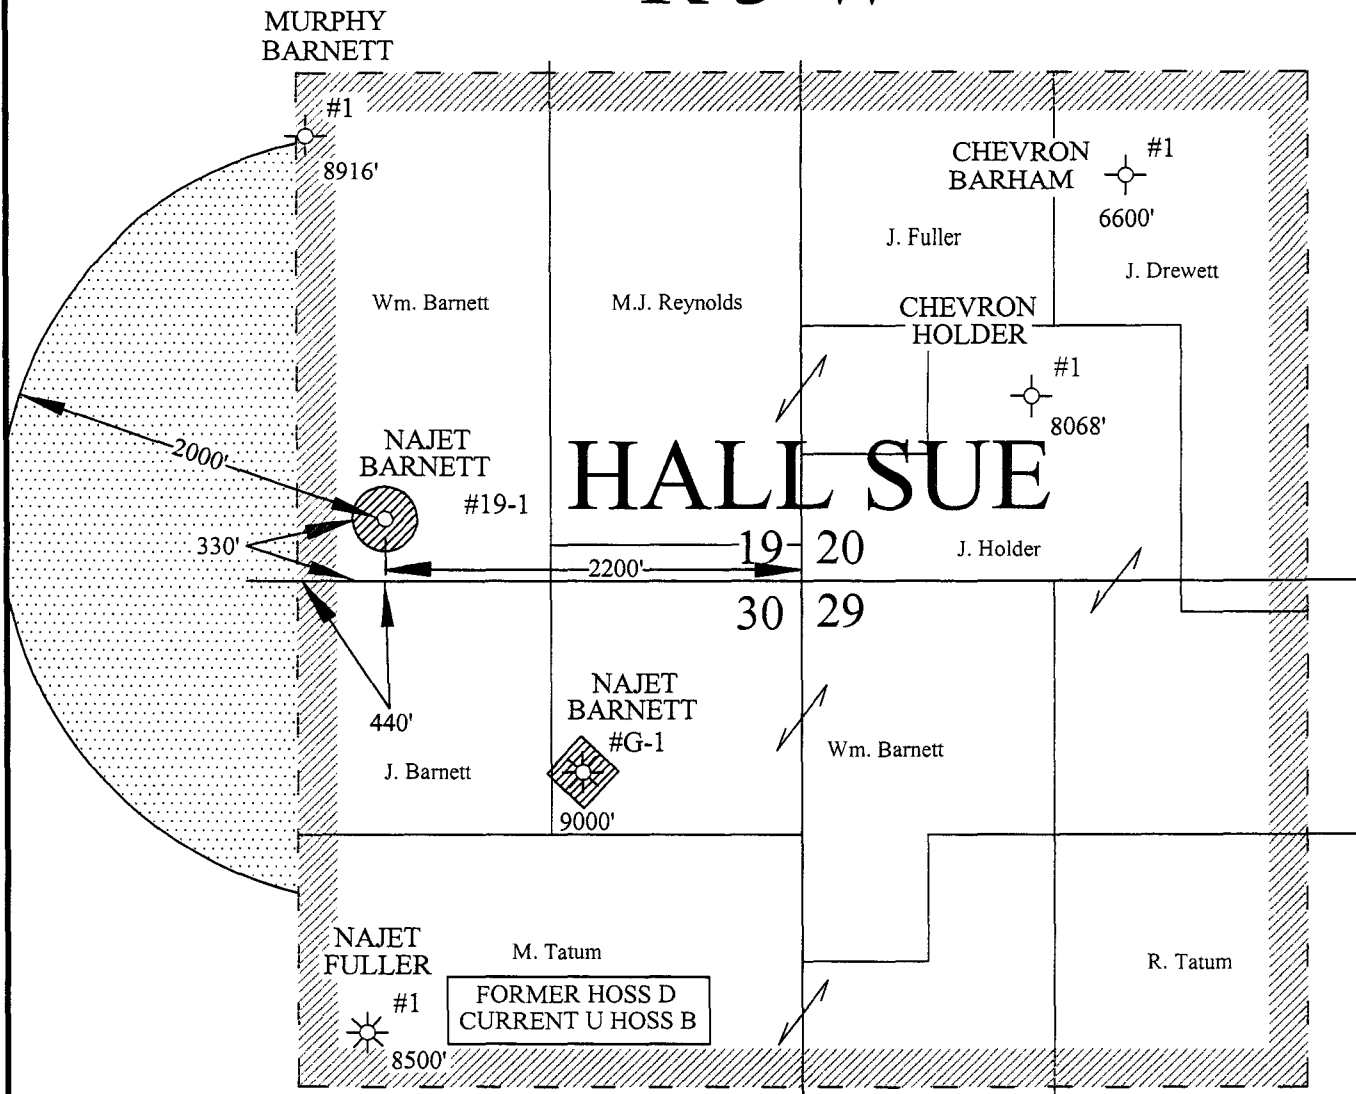 MURPHY
BARNETT
#1
8916'
CHEVRON
BARHAM
#1
6600'
J. Fuller
J. Drewett
Wm. Barnett
M.J. Reynolds
CHEVRON
HOLDER
#1
8068'
2000'
NAJET
BARNETT
#19-1
HALL SUE
330'
19 20
J. Holder
2200'
30 29
NAJET
BARNETT
#G-1
440'
J. Barnett
Wm. Barnett
9000'
NAJET
FULLER
#1
M. Tatum
R. Tatum
FORMER HOSS D
CURRENT U HOSS B
8500'